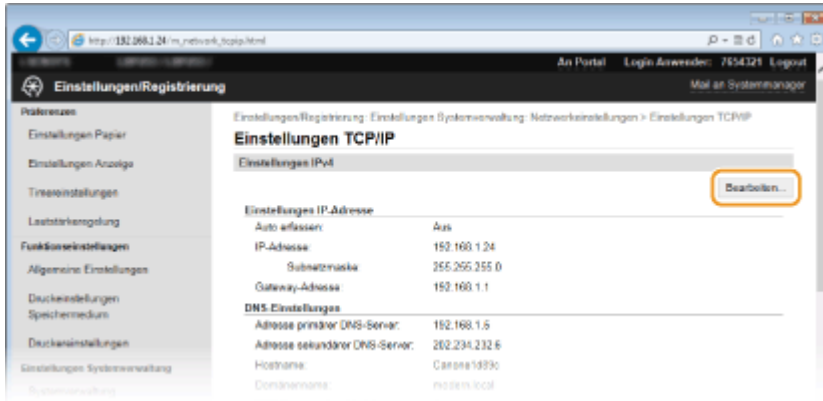 http://192.168.1.24/m_network_tcpip.html
An Portal Login Anwender: 7654321 Logout
Einstellungen/Registrierung
Mail an Systemmanager
Präferenzen
Einstellungen Papier
Einstellungen Anzeige
Timereinstellungen
Lautstärkeregelung
Funktionseinstellungen
Allgemeine Einstellungen
Druckeinstellungen
Speichermedium
Druckereinstellungen
Einstellungen Systemverwaltung
Systemverwaltung
Einstellungen/Registrierung: Einstellungen Systemverwaltung: Netzwerkeinstellungen > Einstellungen TCP/IP
Einstellungen TCP/IP
Einstellungen IPv4
Bearbeiten...
Einstellungen IP-Adresse
Auto erfassen: Aus
IP-Adresse: 192.168.1.24
Subnetzmaske: 255.255.255.0
Gateway-Adresse: 192.168.1.1
DNS-Einstellungen
Adresse primärer DNS-Server: 192.168.1.6
Adresse sekundärer DNS-Server: 202.234.232.6
Hostname: Canone1d89c
Domänenname: